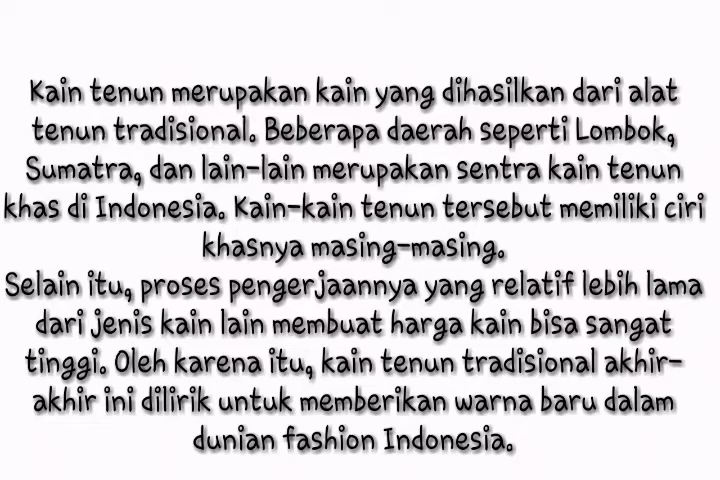 Kain tenun merupakan kain yang dihasilkan dari alat
tenun tradisional. Beberapa daerah seperti Lombok,
Sumatra, dan lain-lain merupakan sentra kain tenun
khas di Indonesia. Kain-kain tenun tersebut memiliki ciri
khasnya masing-masing.
Selain itu, proses pengerjaannya yang relatif lebih lama
dari jenis kain lain membuat harga kain bisa sangat
tinggi. Oleh karena itu, kain tenun tradisional akhir-
akhir ini dilirik untuk memberikan warna baru dalam
dunian fashion Indonesia.